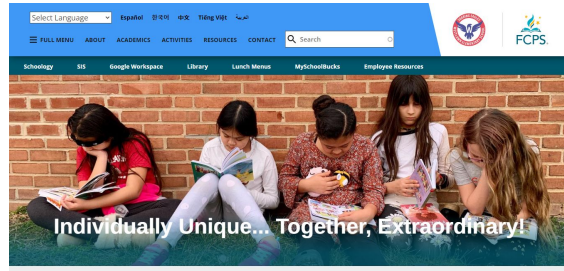 Select Language Español 한국어 中文 Tiếng Việt العربية
FULL MENU ABOUT ACADEMICS ACTIVITIES RESOURCES CONTACT Search
FCPS
Schoology SIS Google Workspace Library Lunch Menus MySchoolBucks Employee Resources
Individually Unique... Together, Extraordinary!